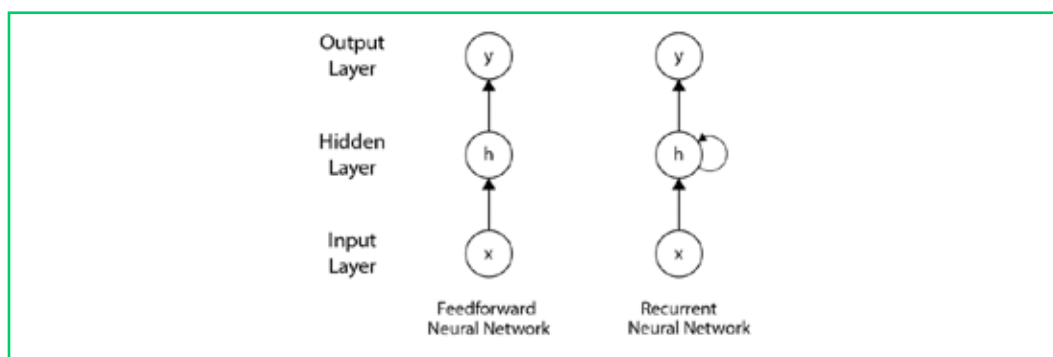 Output
Layer
y
y
Hidden
Layer
h
h
Input
Layer
x
x
Feedforward
Neural Network
Recurrent
Neural Network